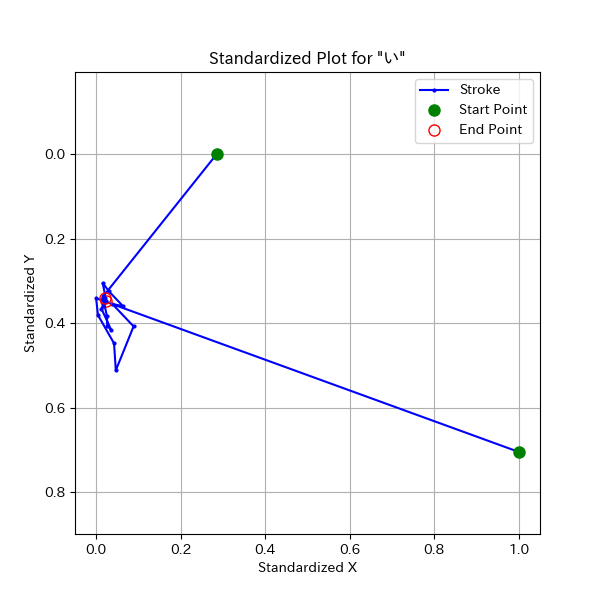 Standardized Plot for "い"
Stroke
Start Point
End Point
0.0
0.2
0.4
0.6
0.8
Standardized Y
0.0 0.2 0.4 0.6 0.8 1.0
Standardized X